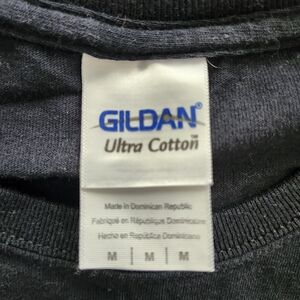 GILDAN®
Ultra Cotton™
Made in Dominican Republic
Fabriqué en République Dominicaine
Hecho en República Dominicana
M | M | M